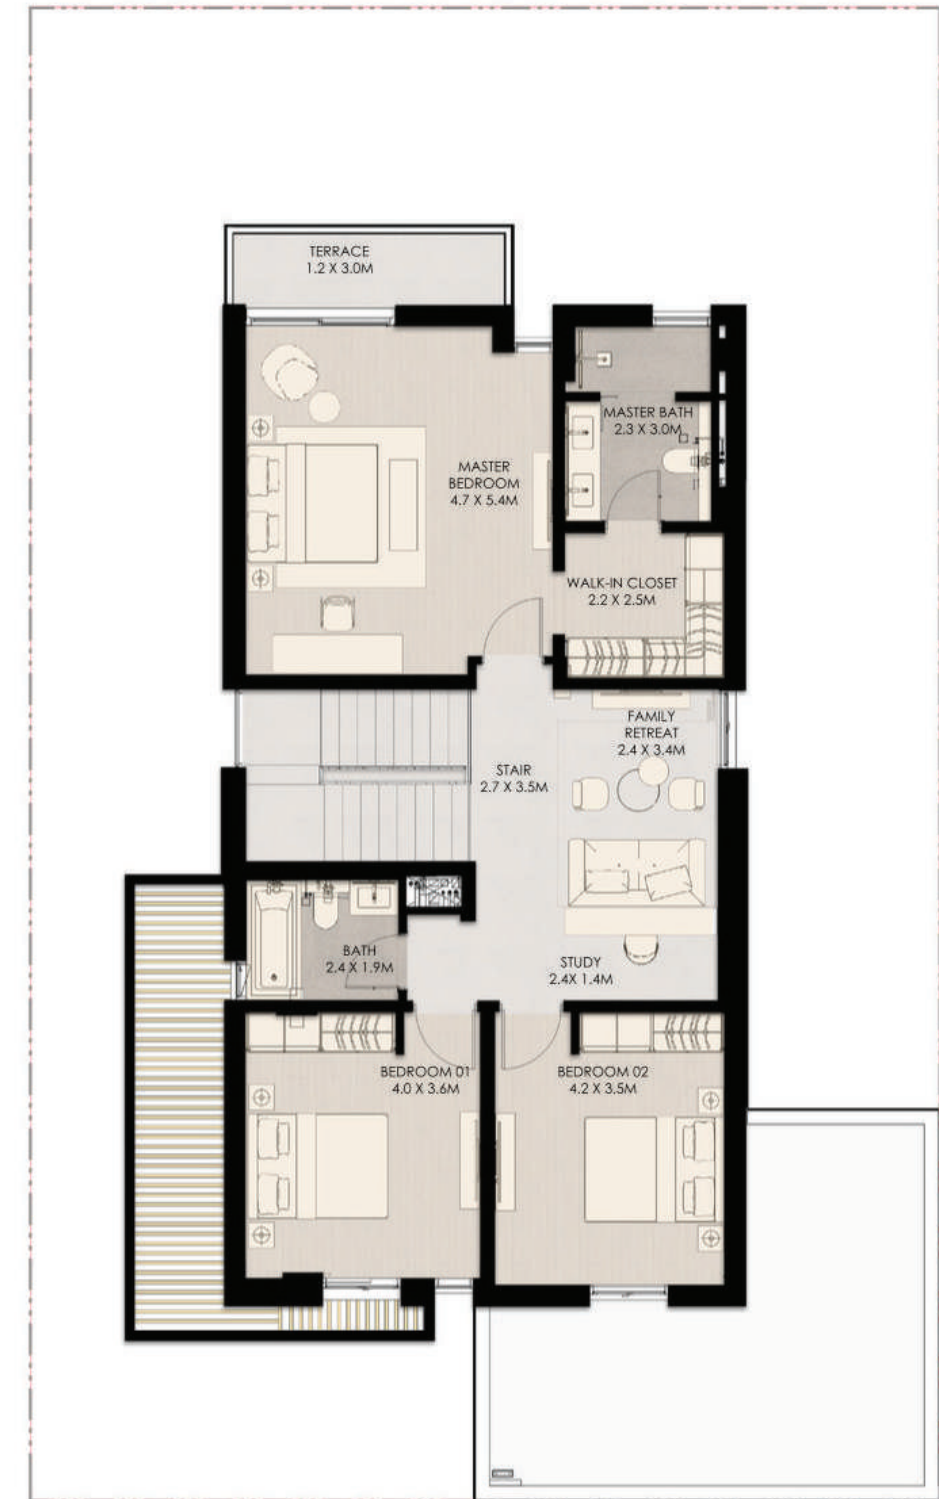 TERRACE
1.2 X 3.0M
MASTER BATH
2.3 X 3.0M
MASTER
BEDROOM
4.7 X 5.4M
WALK-IN CLOSET
2.2 X 2.5M
FAMILY
RETREAT
2.4 X 3.4M
STAIR
2.7 X 3.5M
BATH
2.4 X 1.9M
STUDY
2.4X 1.4M
BEDROOM 01
4.0 X 3.6M
BEDROOM 02
4.2 X 3.5M